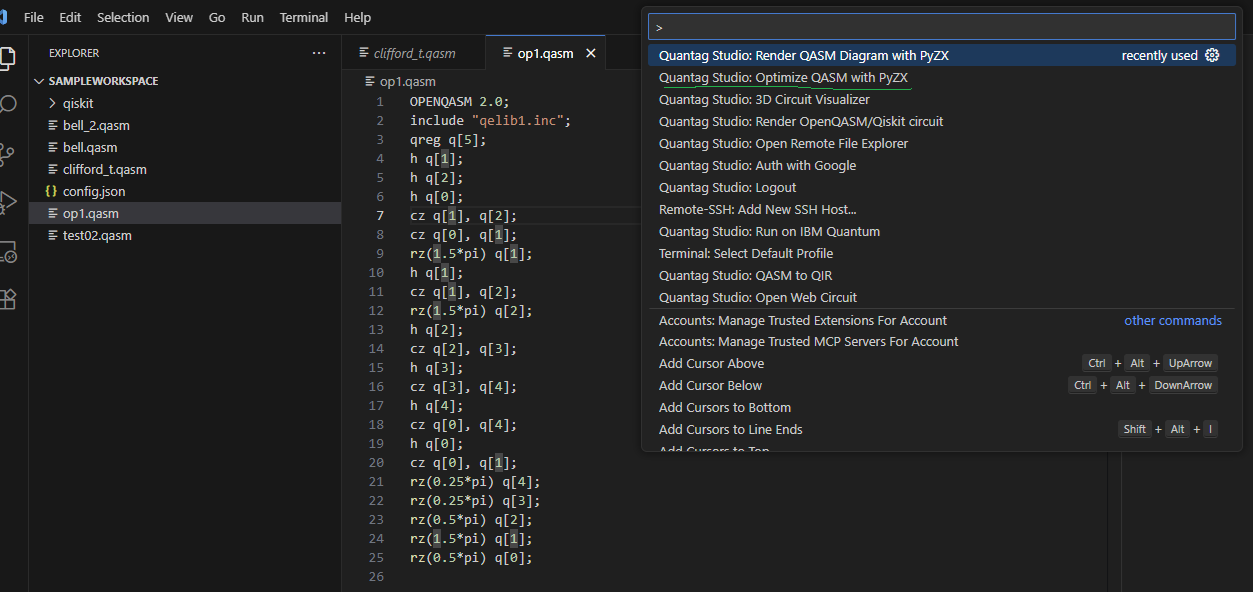 File Edit Selection View Go Run Terminal Help
EXPLORER ···
SAMPLEWORKSPACE
qiskit
bell_2.qasm
bell.qasm
clifford_t.qasm
{} config.json
op1.qasm
test02.qasm
clifford_t.qasm op1.qasm
op1.qasm
1 OPENQASM 2.0;
2 include "qelib1.inc";
3 qreg q[5];
4 h q[1];
5 h q[2];
6 h q[0];
7 cz q[1], q[2];
8 cz q[0], q[1];
9 rz(1.5*pi) q[1];
10 h q[1];
11 cz q[1], q[2];
12 rz(1.5*pi) q[2];
13 h q[2];
14 cz q[2], q[3];
15 h q[3];
16 cz q[3], q[4];
17 h q[4];
18 cz q[0], q[4];
19 h q[0];
20 cz q[0], q[1];
21 rz(0.25*pi) q[4];
22 rz(0.25*pi) q[3];
23 rz(0.5*pi) q[2];
24 rz(1.5*pi) q[1];
25 rz(0.5*pi) q[0];
26
>
Quantag Studio: Render QASM Diagram with PyZX recently used
Quantag Studio: Optimize QASM with PyZX
Quantag Studio: 3D Circuit Visualizer
Quantag Studio: Render OpenQASM/Qiskit circuit
Quantag Studio: Open Remote File Explorer
Quantag Studio: Auth with Google
Quantag Studio: Logout
Remote-SSH: Add New SSH Host...
Quantag Studio: Run on IBM Quantum
Terminal: Select Default Profile
Quantag Studio: QASM to QIR
Quantag Studio: Open Web Circuit
Accounts: Manage Trusted Extensions For Account other commands
Accounts: Manage Trusted MCP Servers For Account
Add Cursor Above Ctrl + Alt + UpArrow
Add Cursor Below Ctrl + Alt + DownArrow
Add Cursors to Bottom
Add Cursors to Line Ends Shift + Alt + I
Add Cursors to Top